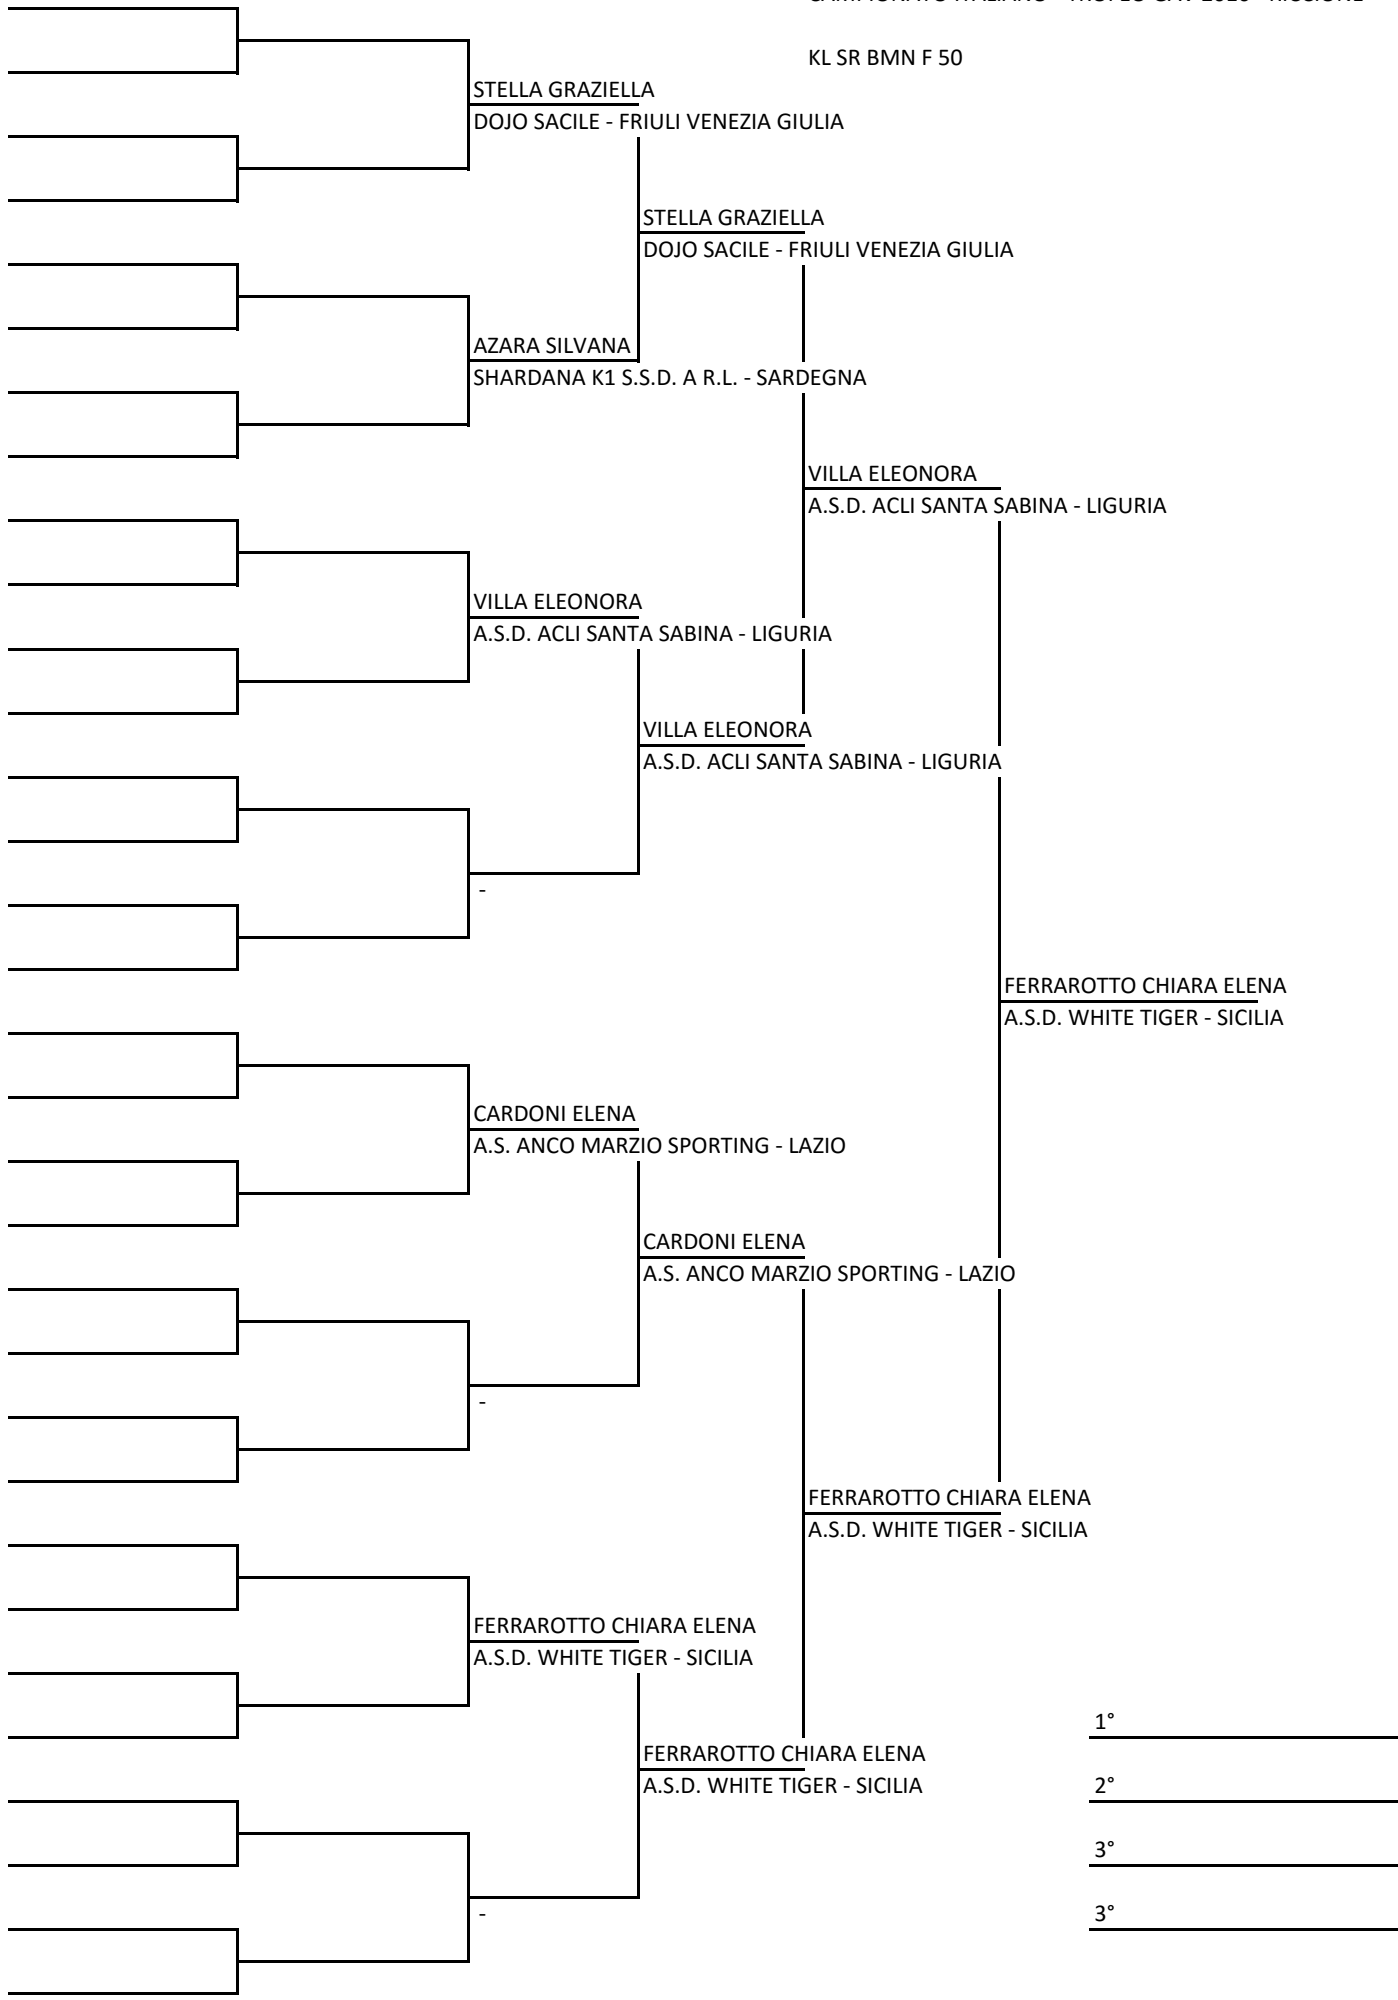 KL SR BMN F 50
STELLA GRAZIELLA
DOJO SACILE - FRIULI VENEZIA GIULIA
STELLA GRAZIELLA
DOJO SACILE - FRIULI VENEZIA GIULIA
AZARA SILVANA
SHARDANA K1 S.S.D. A R.L. - SARDEGNA
VILLA ELEONORA
A.S.D. ACLI SANTA SABINA - LIGURIA
VILLA ELEONORA
A.S.D. ACLI SANTA SABINA - LIGURIA
VILLA ELEONORA
A.S.D. ACLI SANTA SABINA - LIGURIA
-
FERRAROTTO CHIARA ELENA
A.S.D. WHITE TIGER - SICILIA
CARDONI ELENA
A.S. ANCO MARZIO SPORTING - LAZIO
CARDONI ELENA
A.S. ANCO MARZIO SPORTING - LAZIO
-
FERRAROTTO CHIARA ELENA
A.S.D. WHITE TIGER - SICILIA
FERRAROTTO CHIARA ELENA
A.S.D. WHITE TIGER - SICILIA
1°
FERRAROTTO CHIARA ELENA
A.S.D. WHITE TIGER - SICILIA
2°
3°
-
3°